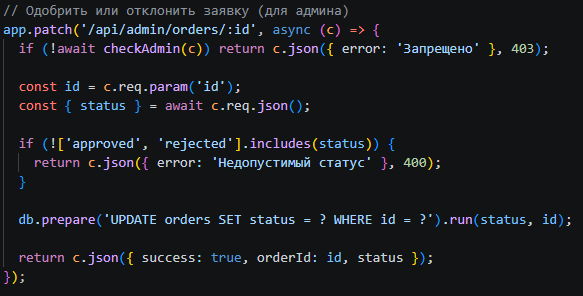 // Одобрить или отклонить заявку (для админа)
app.patch('/api/admin/orders/:id', async (c) => {
  if (!await checkAdmin(c)) return c.json({ error: 'Запрещено' }, 403);

  const id = c.req.param('id');
  const { status } = await c.req.json();

  if (!['approved', 'rejected'].includes(status)) {
    return c.json({ error: 'Недопустимый статус' }, 400);
  }

  db.prepare('UPDATE orders SET status = ? WHERE id = ?').run(status, id);

  return c.json({ success: true, orderId: id, status });
});